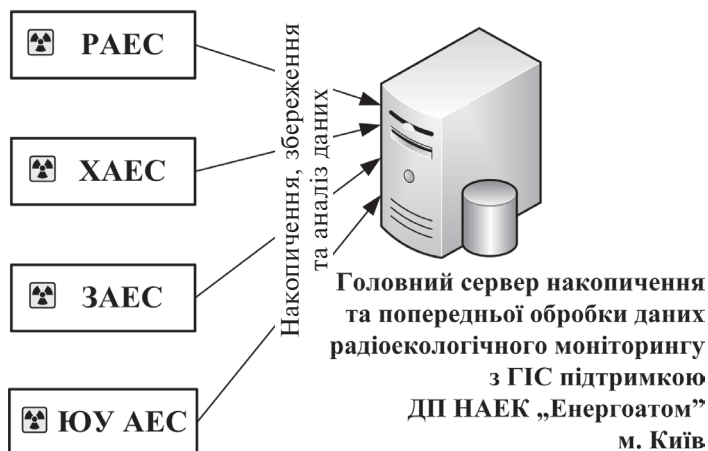 РАЕС
ХАЕС
ЗАЕС
ЮУ АЕС
Накопичення, збереження
та аналіз даних
Головний сервер накопичення
та попередньої обробки даних
радіоекологічного моніторингу
з ГІС підтримкою
ДП НАЕК „Енергоатом”
м. Київ